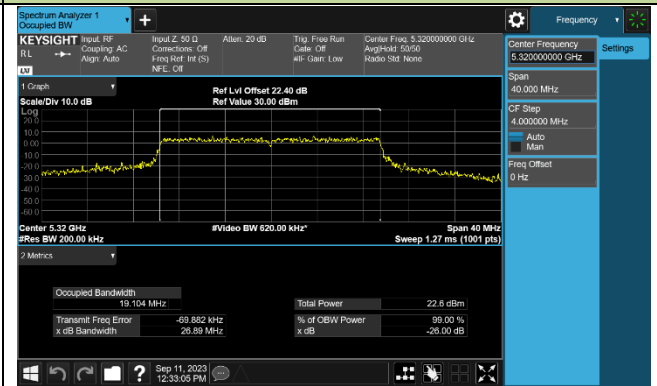 Spectrum Analyzer 1
Occupied BW
+
Frequency
KEYSIGHT
RL
LXI
Input: RF
Coupling: AC
Align: Auto
Input Z: 50 Ω
Corrections: Off
Freq Ref: Int (S)
NFE: Off
Atten: 20 dB
Trig: Free Run
Gate: Off
#IF Gain: Low
Center Freq: 5.320000000 GHz
Avg|Hold: 50/50
Radio Std: None
Center Frequency
5.320000000 GHz
Settings
Span
40.000 MHz
CF Step
4.000000 MHz
Auto
Man
Freq Offset
0 Hz
1 Graph
Scale/Div 10.0 dB
Ref Lvl Offset 22.40 dB
Ref Value 30.00 dBm
Log
20.0
10.0
0.00
-10.0
-20.0
-30.0
-40.0
-50.0
-60.0
Center 5.32 GHz
#Video BW 620.00 kHz*
Span 40 MHz
#Res BW 200.00 kHz
Sweep 1.27 ms (1001 pts)
2 Metrics
Occupied Bandwidth
19.104 MHz
Total Power 22.6 dBm
Transmit Freq Error -69.882 kHz
% of OBW Power 99.00 %
x dB Bandwidth 26.89 MHz
x dB -26.00 dB
?
Sep 11, 2023
12:33:05 PM